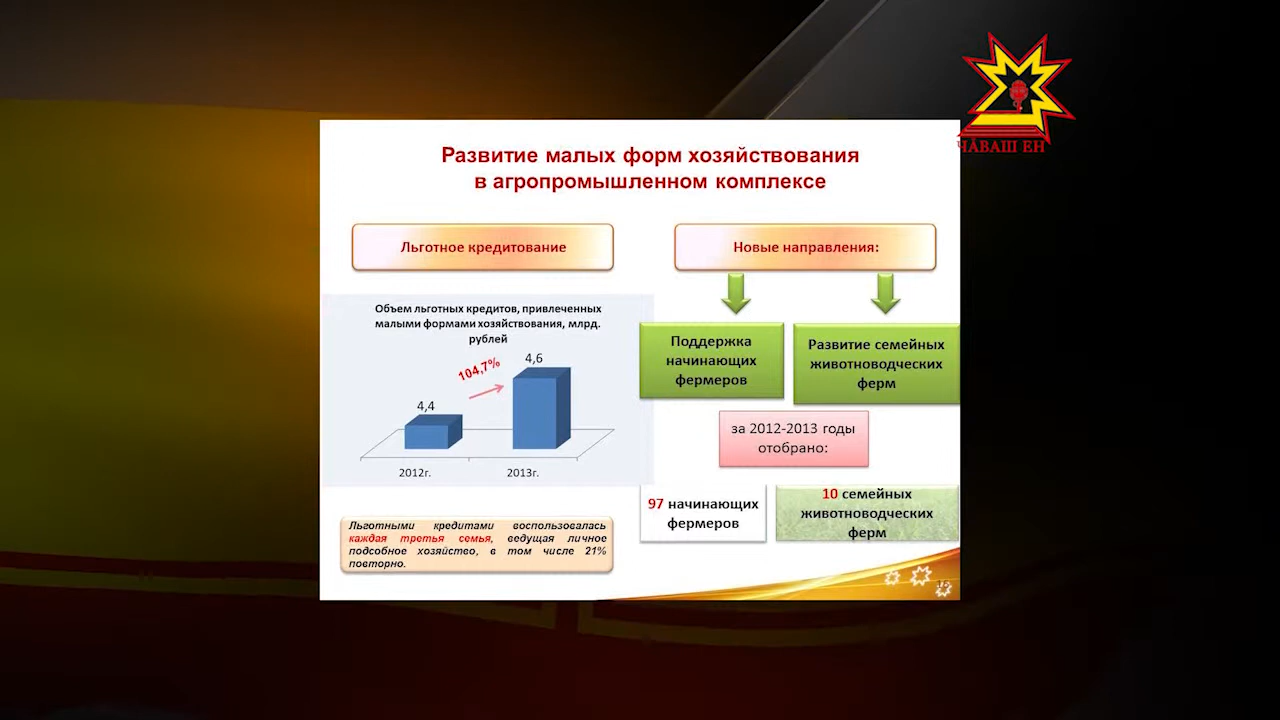 ЧӐВАШ ЕН
Развитие малых форм хозяйствования
в агропромышленном комплексе
Льготное кредитование
Объем льготных кредитов, привлеченных
малыми формами хозяйствования, млрд.
рублей
104,7%
4,6
4,4
2012г.
2013г.
Льготными кредитами воспользовалась
каждая третья семья, ведущая личное
подсобное хозяйство, в том числе 21%
повторно.
Новые направления:
Поддержка
начинающих
фермеров
Развитие семейных
животноводческих
ферм
за 2012-2013 годы
отобрано:
97 начинающих
фермеров
10 семейных
животноводческих
ферм